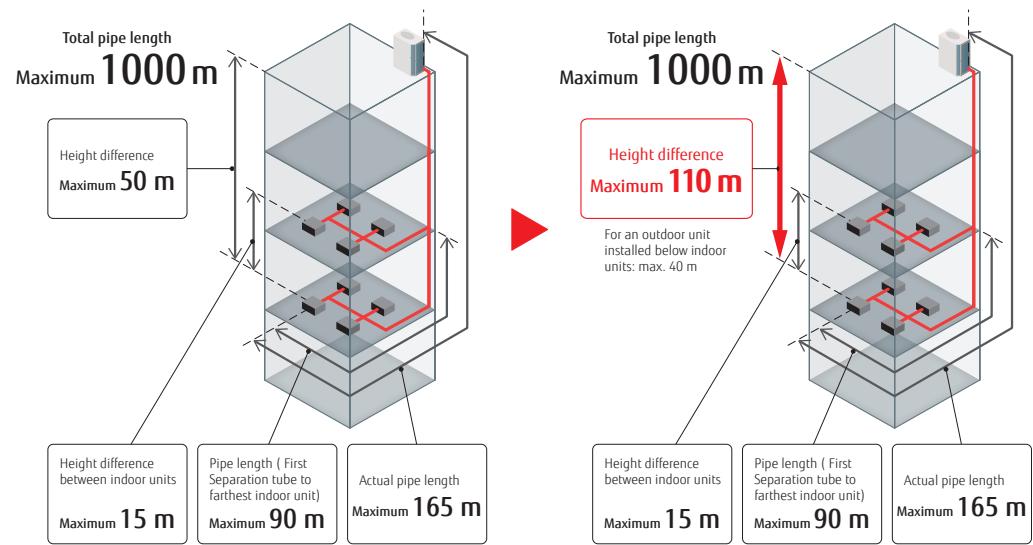 Total pipe length
Maximum 1000 m
Height difference
Maximum 50 m
Height difference
between indoor units
Maximum 15 m
Pipe length ( First
Separation tube to
farthest indoor unit)
Maximum 90 m
Actual pipe length
Maximum 165 m
Total pipe length
Maximum 1000 m
Height difference
Maximum 110 m
For an outdoor unit
installed below indoor
units: max. 40 m
Height difference
between indoor units
Maximum 15 m
Pipe length ( First
Separation tube to
farthest indoor unit)
Maximum 90 m
Actual pipe length
Maximum 165 m